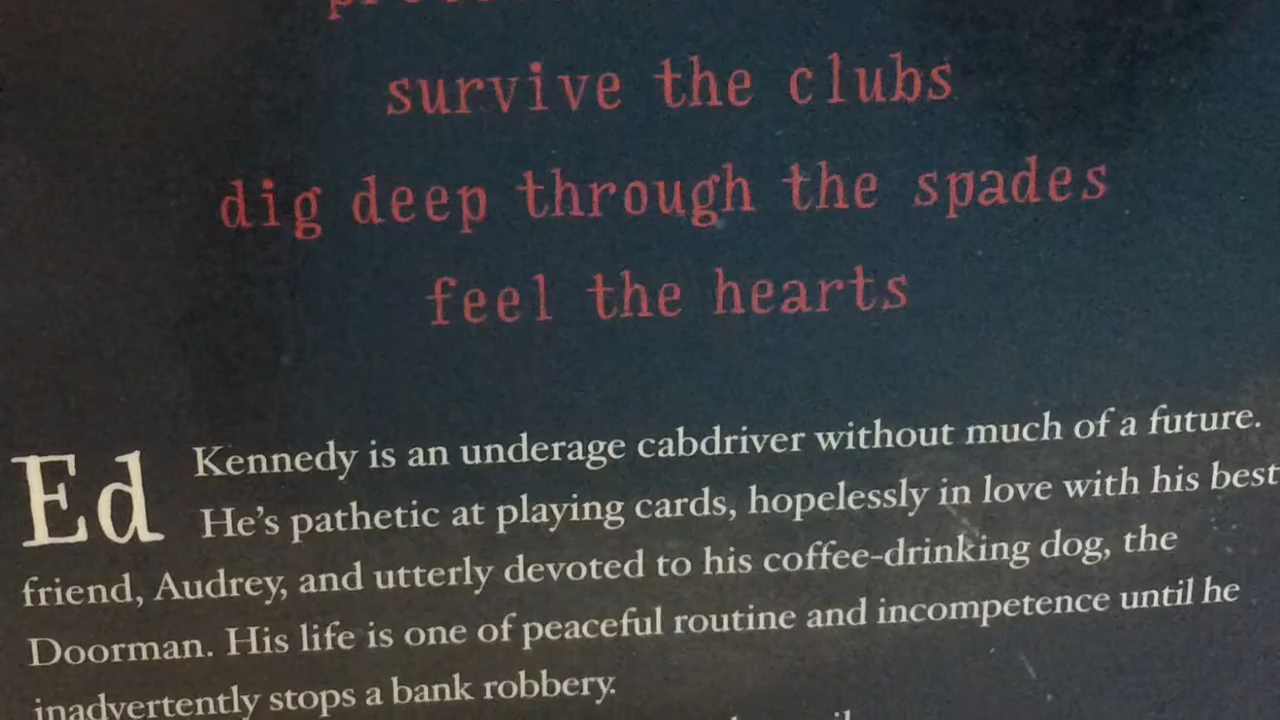 survive the clubs
dig deep through the spades
feel the hearts
Ed Kennedy is an underage cabdriver without much of a future.
He's pathetic at playing cards, hopelessly in love with his best
friend, Audrey, and utterly devoted to his coffee-drinking dog, the
Doorman. His life is one of peaceful routine and incompetence until he
inadvertently stops a bank robbery.